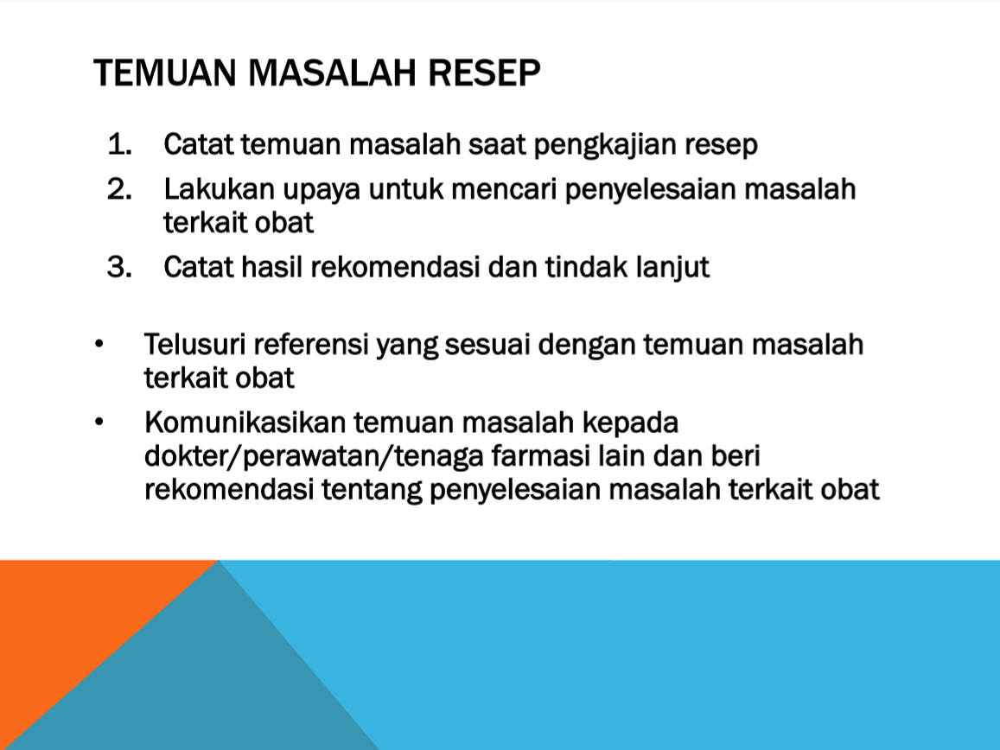 TEMUAN MASALAH RESEP
1. Catat temuan masalah saat pengkajian resep
2. Lakukan upaya untuk mencari penyelesaian masalah
terkait obat
3. Catat hasil rekomendasi dan tindak lanjut
• Telusuri referensi yang sesuai dengan temuan masalah
terkait obat
• Komunikasikan temuan masalah kepada
dokter/perawatan/tenaga farmasi lain dan beri
rekomendasi tentang penyelesaian masalah terkait obat